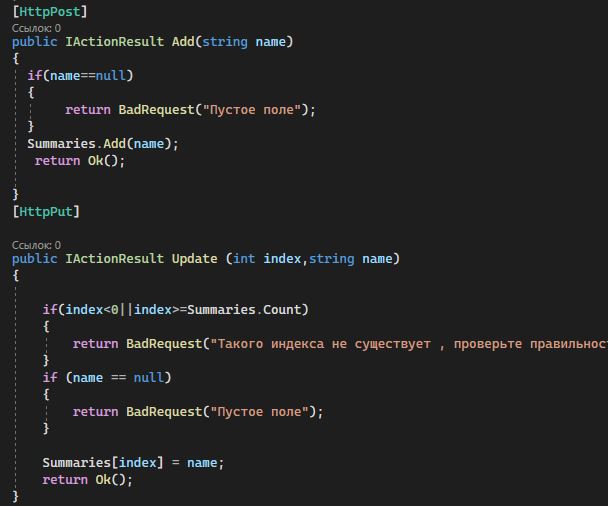 [HttpPost]
Ссылок: 0
public IActionResult Add(string name)
{
if(name==null)
{
return BadRequest("Пустое поле");
}
Summaries.Add(name);
return Ok();
}
[HttpPut]
Ссылок: 0
public IActionResult Update (int index,string name)
{
if(index<0||index>=Summaries.Count)
{
return BadRequest("Такого индекса не существует , проверьте правильнос
}
if (name == null)
{
return BadRequest("Пустое поле");
}
Summaries[index] = name;
return Ok();
}